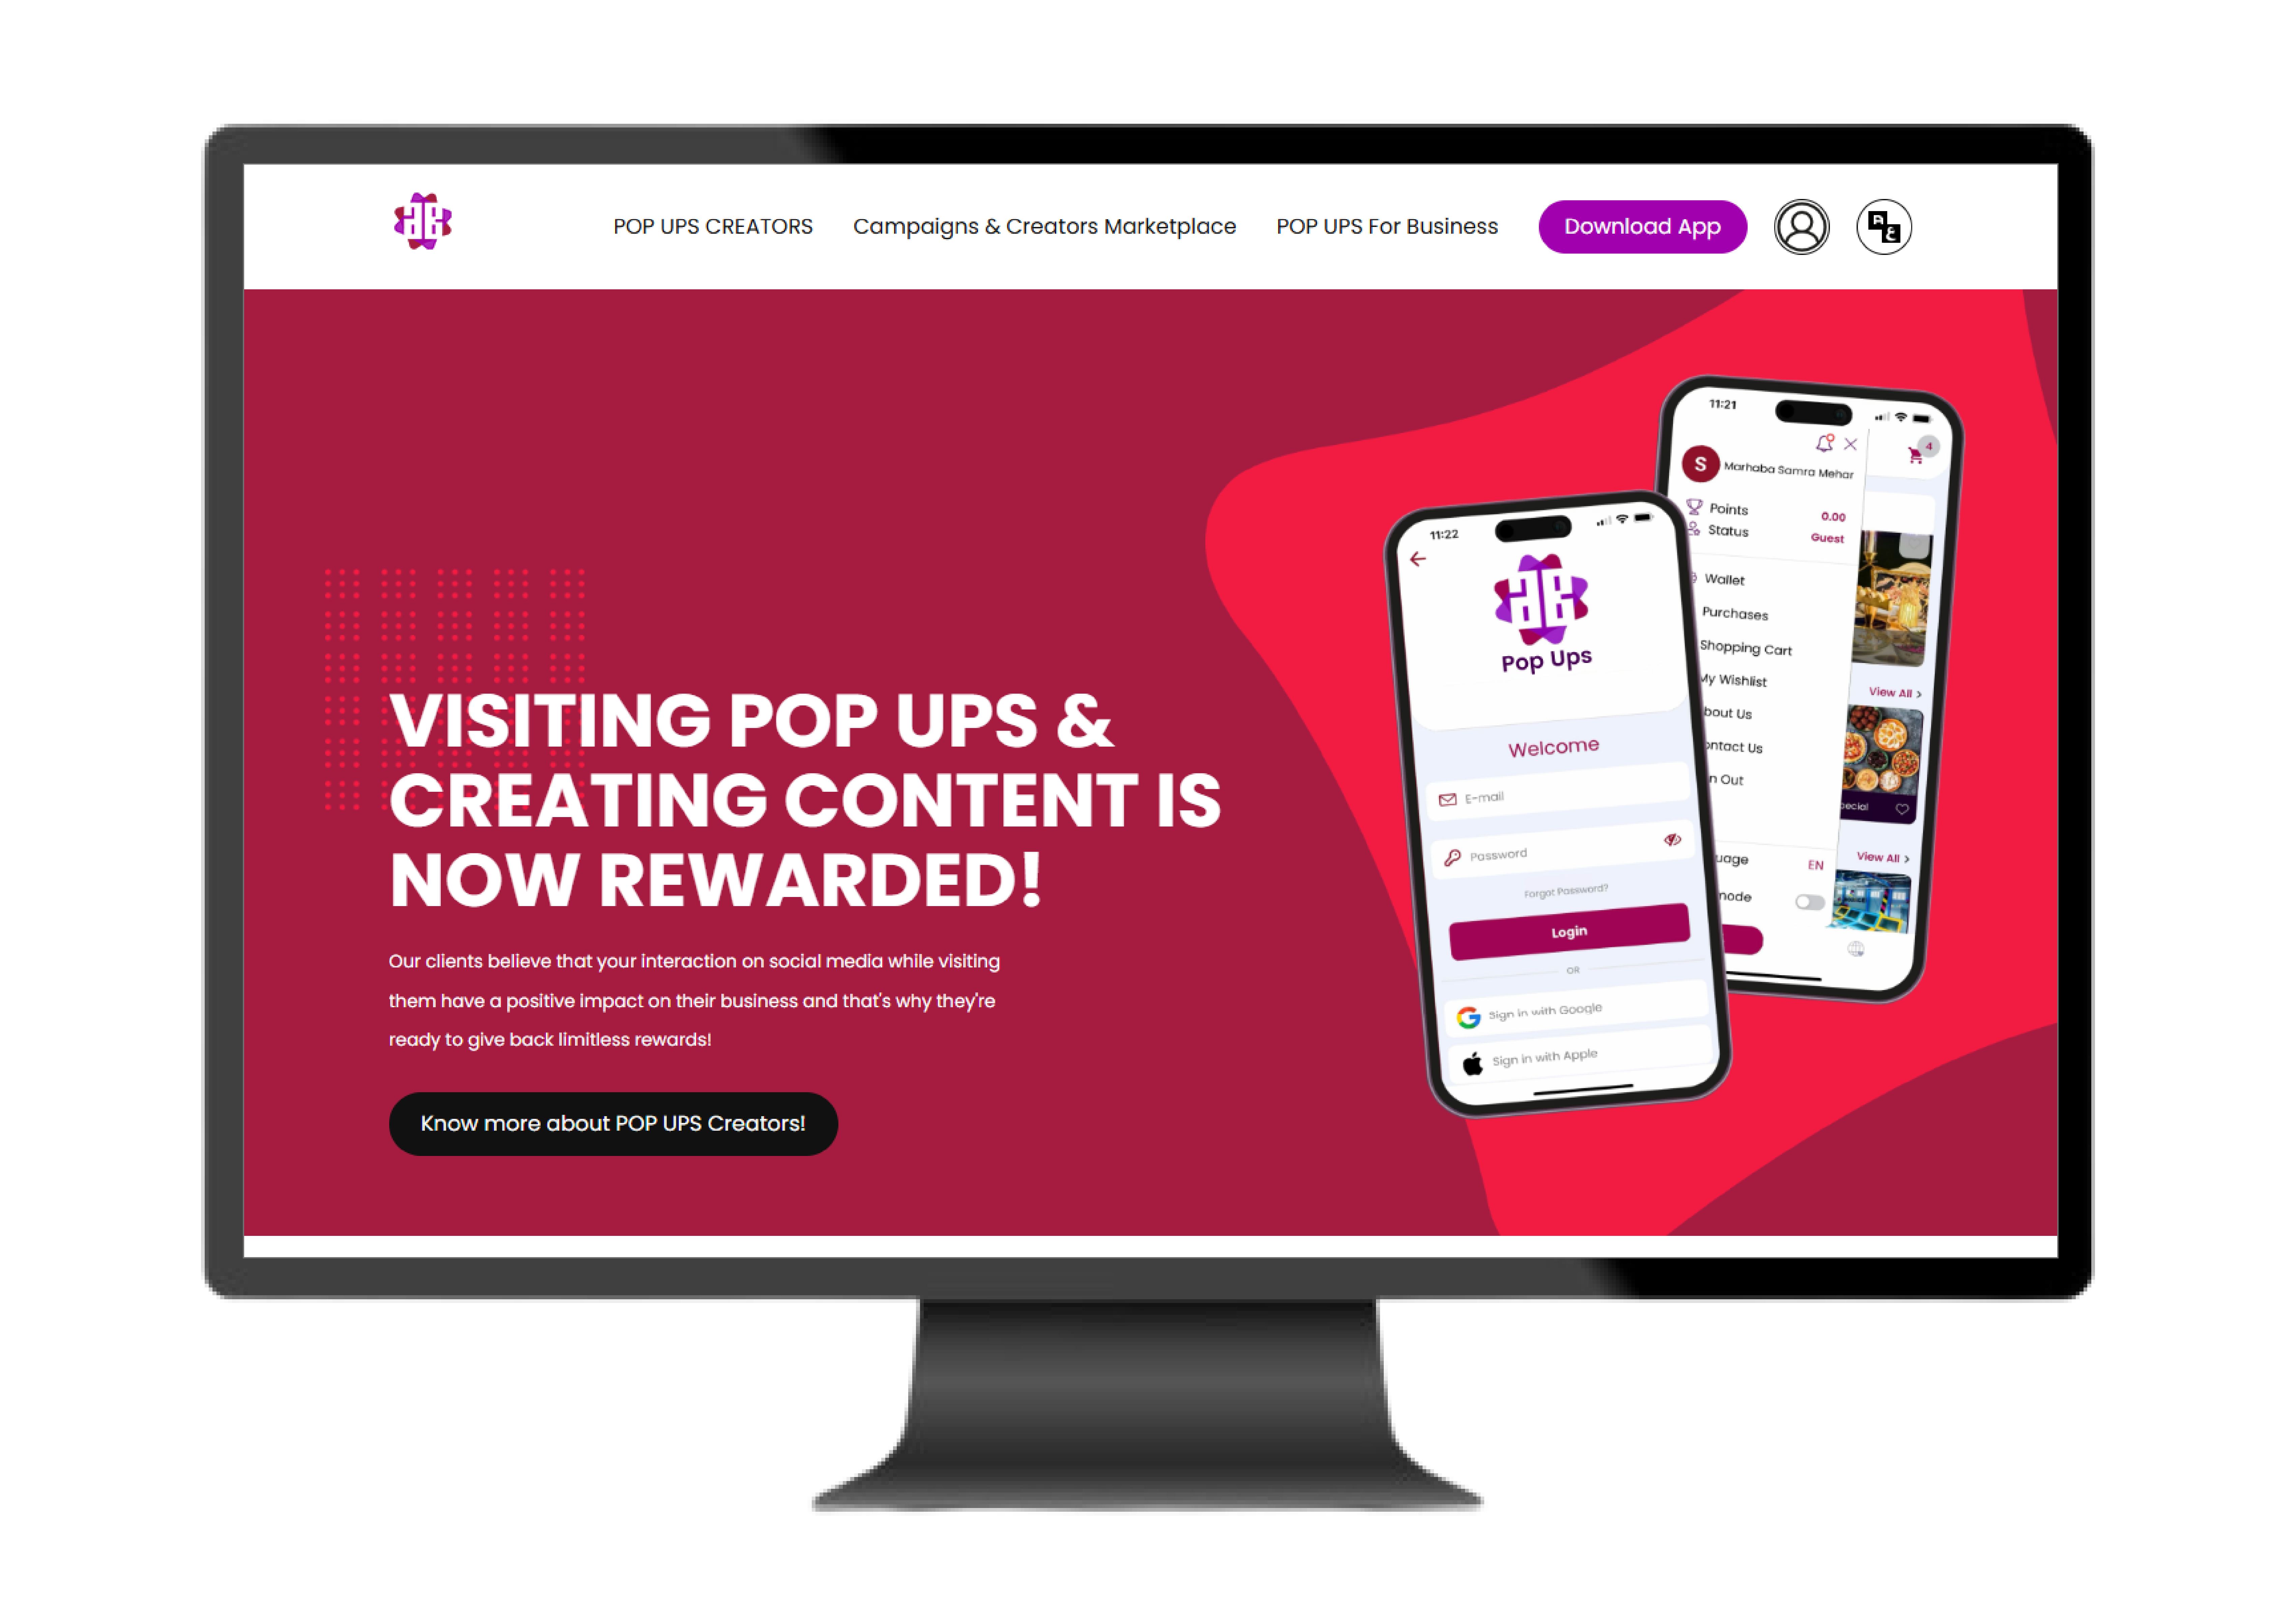 POP UPS CREATORS
Campaigns & Creators Marketplace
POP UPS For Business
Download App
VISITING POP UPS &
CREATING CONTENT IS
NOW REWARDED!
Our clients believe that your interaction on social media while visiting
them have a positive impact on their business and that's why they're
ready to give back limitless rewards!
Know more about POP UPS Creators!
11:22
Pop Ups
Welcome
E-mail
Password
Forgot Password?
Login
OR
Sign in with Google
Sign in with Apple
11:21
4
S
Marhaba Samra Mehar
Points
0.00
Status
Guest
Wallet
Purchases
Shopping Cart
My Wishlist
bout Us
ontact Us
n Out
View All >
pecial
uage
EN
View All >
mode